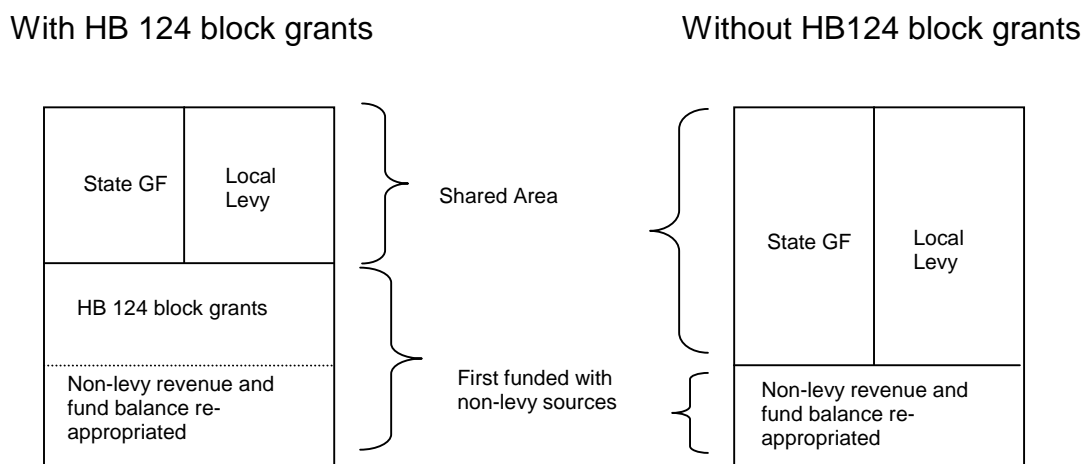 With HB 124 block grants
Without HB124 block grants
State GF
Local
Levy
Shared Area
HB 124 block grants
Non-levy revenue and
fund balance re-
appropriated
First funded with
non-levy sources
State GF
Local
Levy
Non-levy revenue and
fund balance re-
appropriated